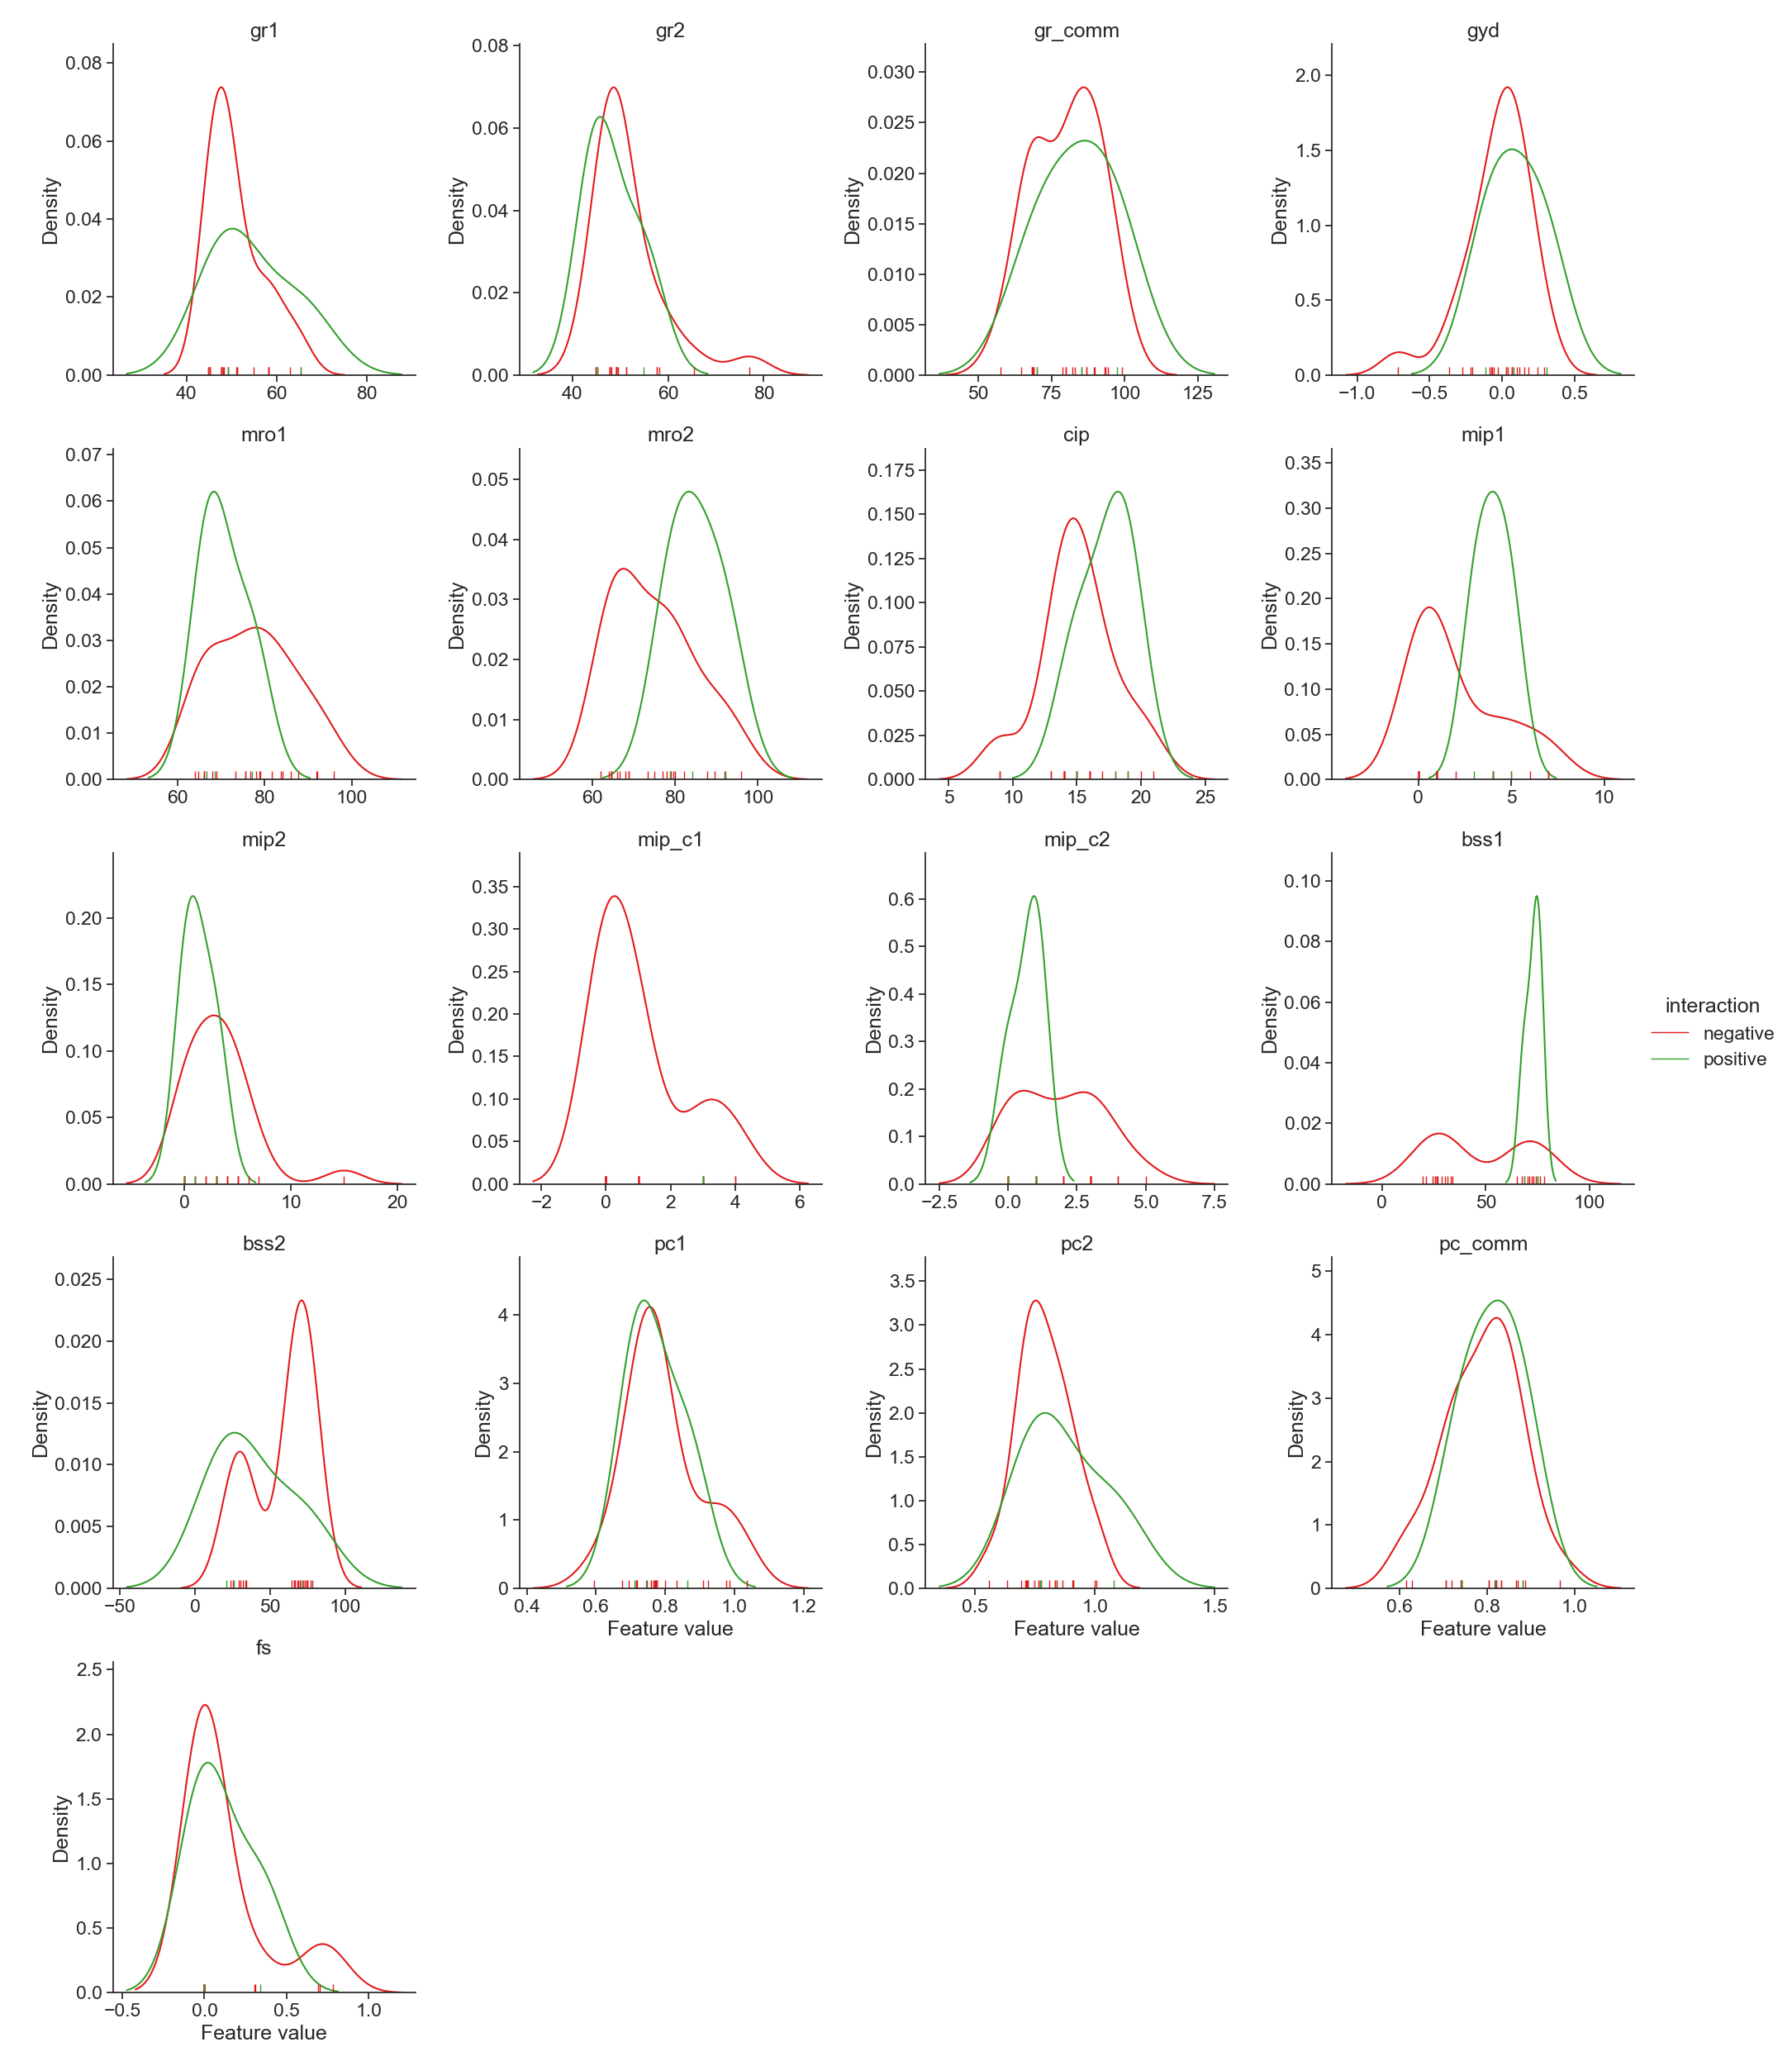 gr1
0.08
0.06
0.04
0.02
0.00
Density
40 60 80
gr2
0.08
0.06
0.04
0.02
0.00
Density
40 60 80
gr_comm
0.030
0.025
0.020
0.015
0.010
0.005
0.000
Density
50 75 100 125
gyd
2.0
1.5
1.0
0.5
0.0
Density
−1.0 −0.5 0.0 0.5
mro1
0.07
0.06
0.05
0.04
0.03
0.02
0.01
0.00
Density
60 80 100
mro2
0.05
0.04
0.03
0.02
0.01
0.00
Density
60 80 100
cip
0.175
0.150
0.125
0.100
0.075
0.050
0.025
0.000
Density
5 10 15 20 25
mip1
0.35
0.30
0.25
0.20
0.15
0.10
0.05
0.00
Density
0 5 10
mip2
0.20
0.15
0.10
0.05
0.00
Density
0 10 20
mip_c1
0.35
0.30
0.25
0.20
0.15
0.10
0.05
0.00
Density
−2 0 2 4 6
mip_c2
0.6
0.5
0.4
0.3
0.2
0.1
0.0
Density
−2.5 0.0 2.5 5.0 7.5
bss1
0.10
0.08
0.06
0.04
0.02
0.00
Density
0 50 100
interaction
negative
positive
bss2
0.025
0.020
0.015
0.010
0.005
0.000
Density
−50 0 50 100
pc1
4
3
2
1
0
Density
0.4 0.6 0.8 1.0 1.2
Feature value
pc2
3.5
3.0
2.5
2.0
1.5
1.0
0.5
0.0
Density
0.5 1.0 1.5
Feature value
pc_comm
5
4
3
2
1
0
Density
0.6 0.8 1.0
Feature value
fs
2.5
2.0
1.5
1.0
0.5
0.0
Density
−0.5 0.0 0.5 1.0
Feature value